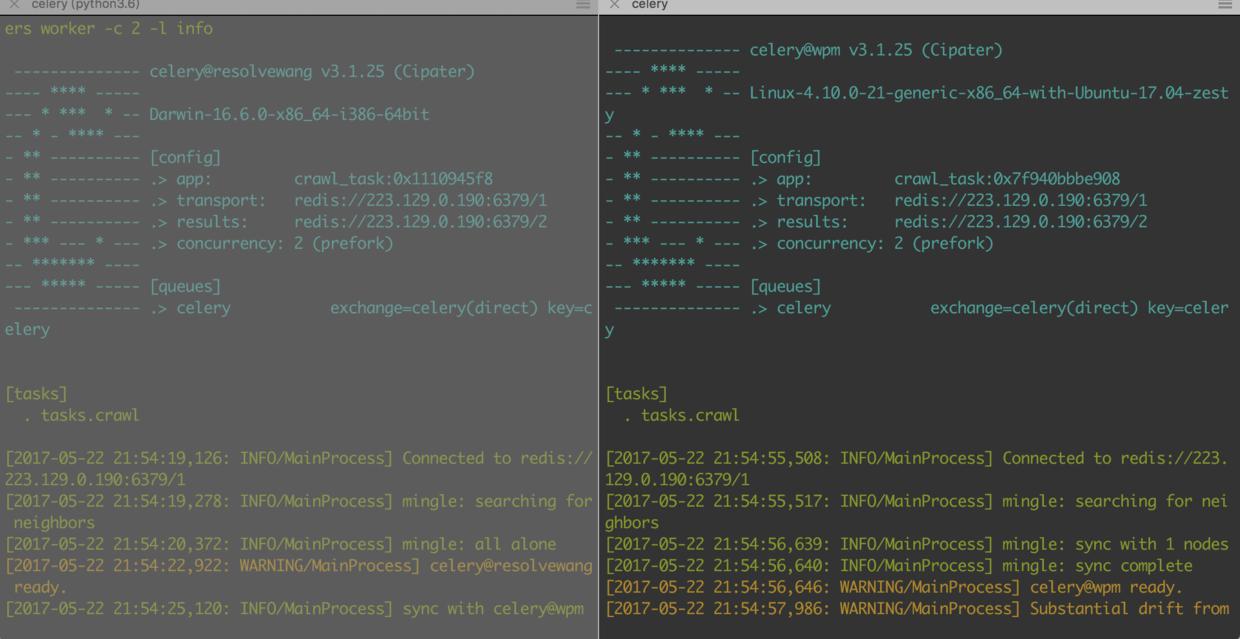 celery (python3.6)
ers worker -c 2 -l info
 -------------- celery@resolvewang v3.1.25 (Cipater)
---- **** -----
--- * ***  * -- Darwin-16.6.0-x86_64-i386-64bit
-- * - **** ---
- ** ---------- [config]
- ** ---------- .> app:         crawl_task:0x1110945f8
- ** ---------- .> transport:   redis://223.129.0.190:6379/1
- ** ---------- .> results:     redis://223.129.0.190:6379/2
- *** --- * --- .> concurrency: 2 (prefork)
-- ******* ----
--- ***** ----- [queues]
 -------------- .> celery           exchange=celery(direct) key=c
elery
[tasks]
  . tasks.crawl
[2017-05-22 21:54:19,126: INFO/MainProcess] Connected to redis://
223.129.0.190:6379/1
[2017-05-22 21:54:19,278: INFO/MainProcess] mingle: searching for
 neighbors
[2017-05-22 21:54:20,372: INFO/MainProcess] mingle: all alone
[2017-05-22 21:54:22,922: WARNING/MainProcess] celery@resolvewang
 ready.
[2017-05-22 21:54:25,120: INFO/MainProcess] sync with celery@wpm
celery
 -------------- celery@wpm v3.1.25 (Cipater)
---- **** -----
--- * ***  * -- Linux-4.10.0-21-generic-x86_64-with-Ubuntu-17.04-zest
y
-- * - **** ---
- ** ---------- [config]
- ** ---------- .> app:         crawl_task:0x7f940bbbe908
- ** ---------- .> transport:   redis://223.129.0.190:6379/1
- ** ---------- .> results:     redis://223.129.0.190:6379/2
- *** --- * --- .> concurrency: 2 (prefork)
-- ******* ----
--- ***** ----- [queues]
 -------------- .> celery           exchange=celery(direct) key=celer
y
[tasks]
  . tasks.crawl
[2017-05-22 21:54:55,508: INFO/MainProcess] Connected to redis://223.
129.0.190:6379/1
[2017-05-22 21:54:55,517: INFO/MainProcess] mingle: searching for nei
ghbors
[2017-05-22 21:54:56,639: INFO/MainProcess] mingle: sync with 1 nodes
[2017-05-22 21:54:56,640: INFO/MainProcess] mingle: sync complete
[2017-05-22 21:54:56,646: WARNING/MainProcess] celery@wpm ready.
[2017-05-22 21:54:57,986: WARNING/MainProcess] Substantial drift from